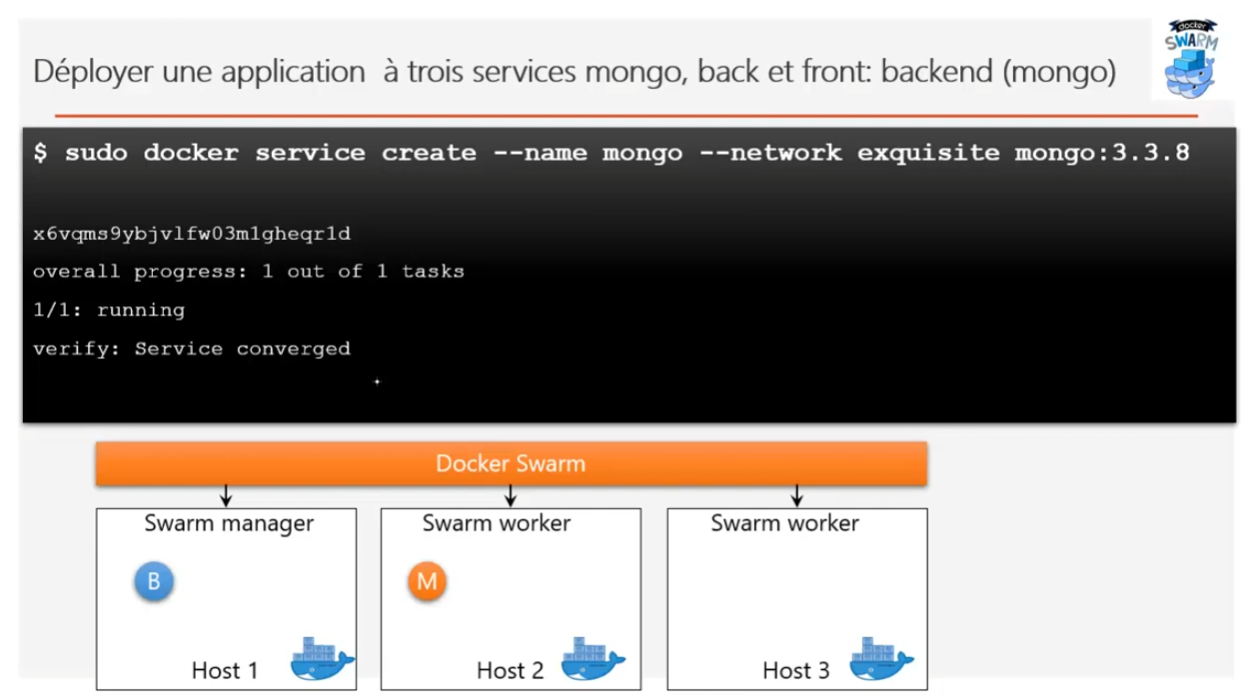 docker
SWARM
Déployer une application à trois services mongo, back et front: backend (mongo)
$ sudo docker service create --name mongo --network exquisite mongo:3.3.8
x6vqms9ybjvlfw03m1gheqr1d
overall progress: 1 out of 1 tasks
1/1: running
verify: Service converged
Docker Swarm
Swarm manager
Swarm worker
Swarm worker
B
M
Host 1
Host 2
Host 3